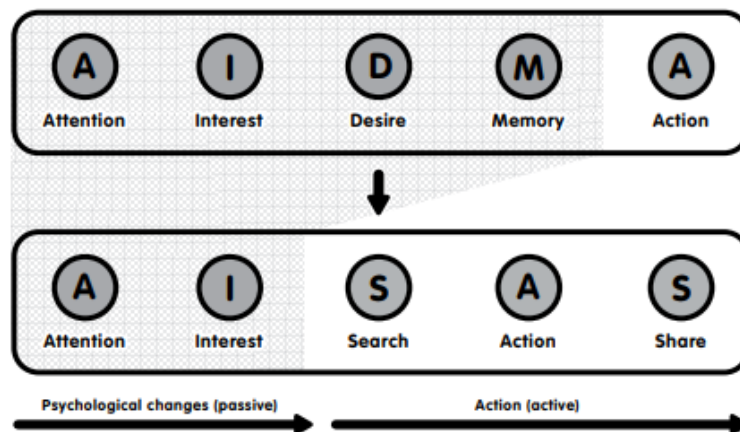 A I D M A
Attention Interest Desire Memory Action
A I S A S
Attention Interest Search Action Share
Psychological changes (passive) Action (active)